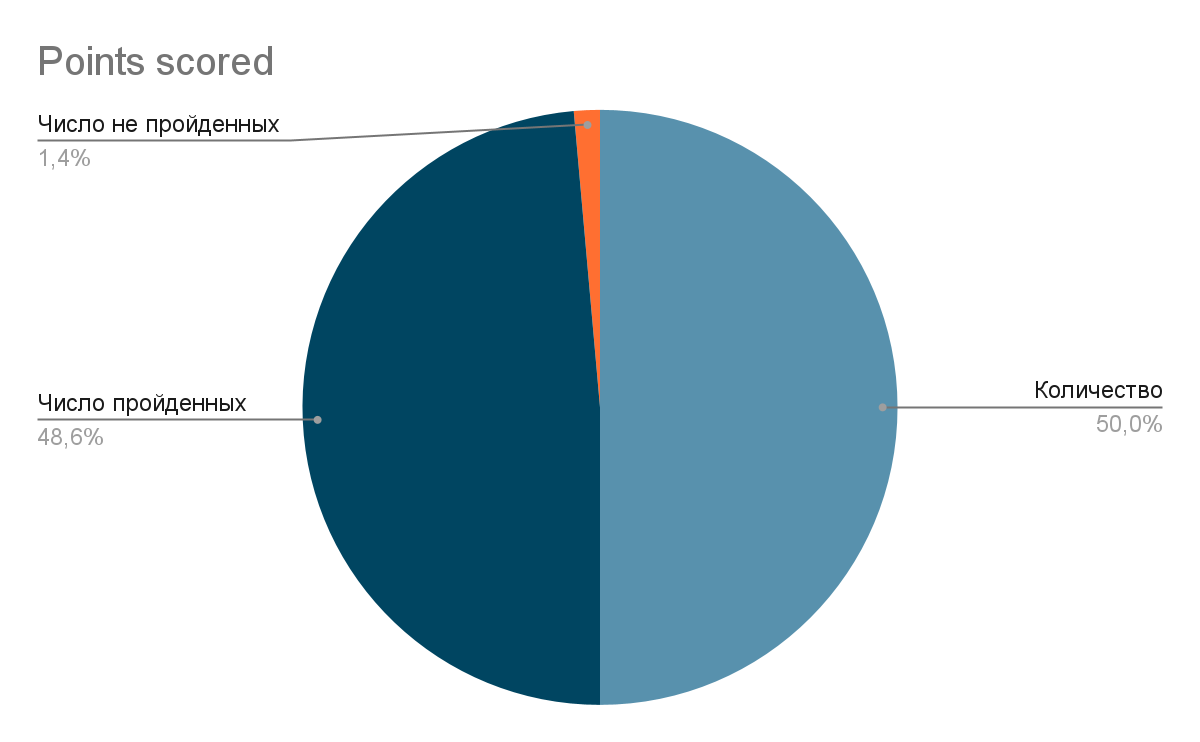 Points scored
Число не пройденных
1,4%
Число пройденных
48,6%
Количество
50,0%